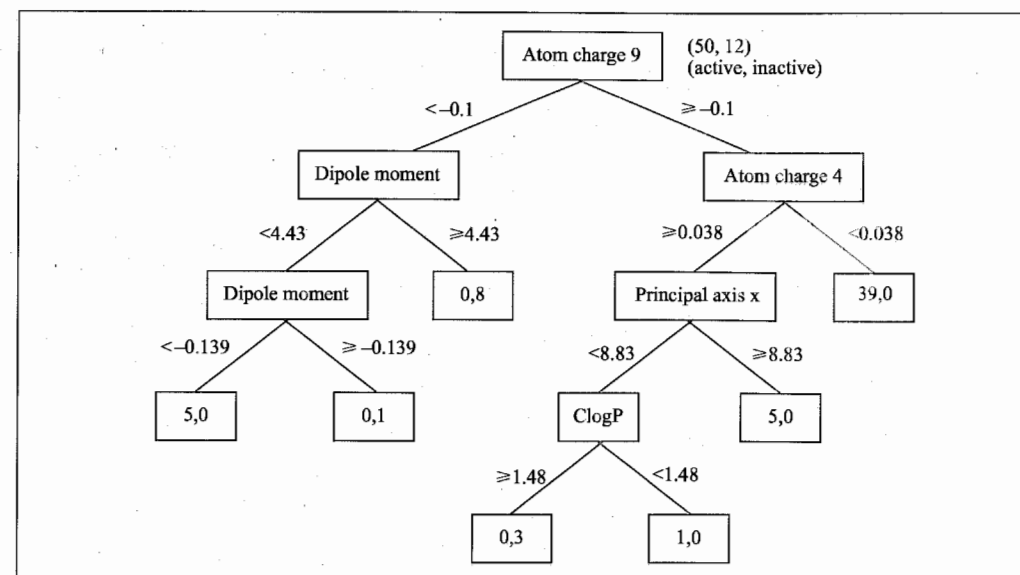 Atom charge 9
(50, 12)
(active, inactive)
<–0.1
⩾–0.1
Dipole moment
Atom charge 4
<4.43
⩾4.43
⩾0.038
<0.038
Dipole moment
0,8
Principal axis x
39,0
<–0.139
⩾–0.139
<8.83
⩾8.83
5,0
0,1
ClogP
5,0
⩾1.48
<1.48
0,3
1,0